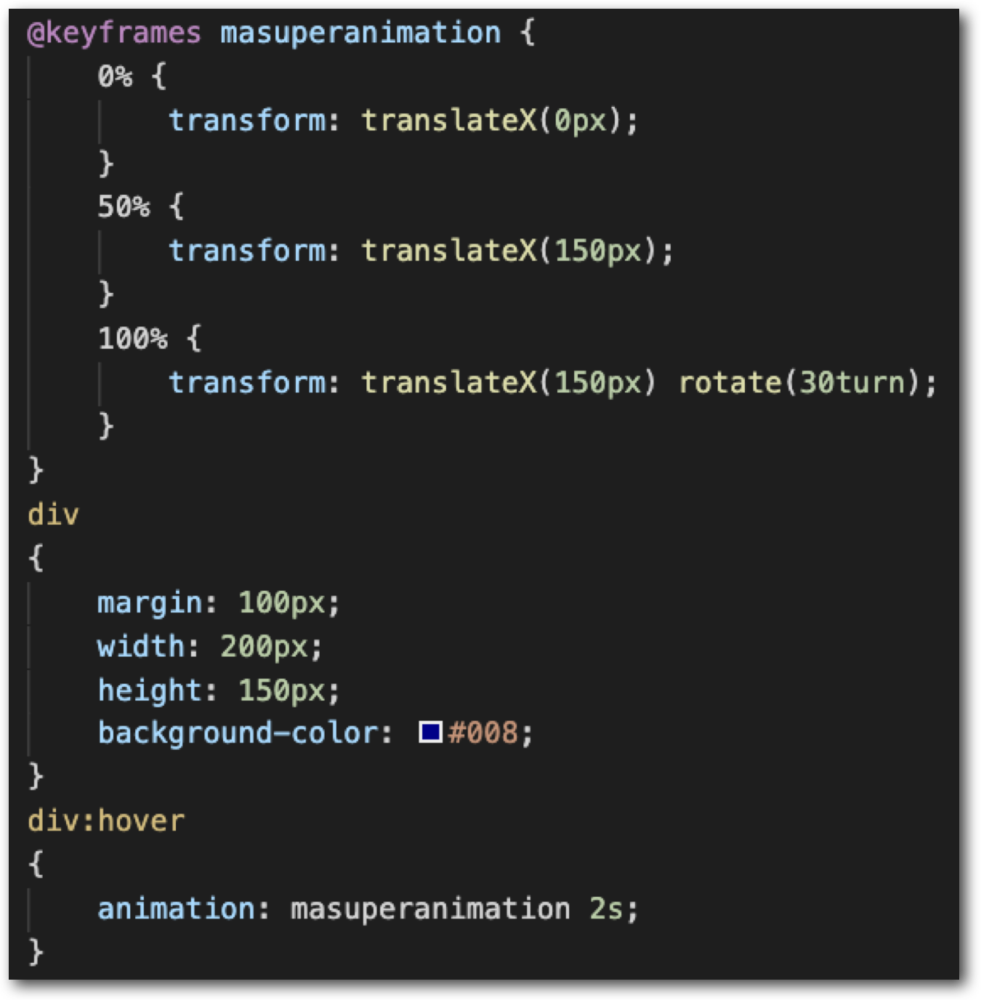 @keyframes masuperanimation {
    0% {
        transform: translateX(0px);
    }
    50% {
        transform: translateX(150px);
    }
    100% {
        transform: translateX(150px) rotate(30turn);
    }
}
div
{
    margin: 100px;
    width: 200px;
    height: 150px;
    background-color: #008;
}
div:hover
{
    animation: masuperanimation 2s;
}